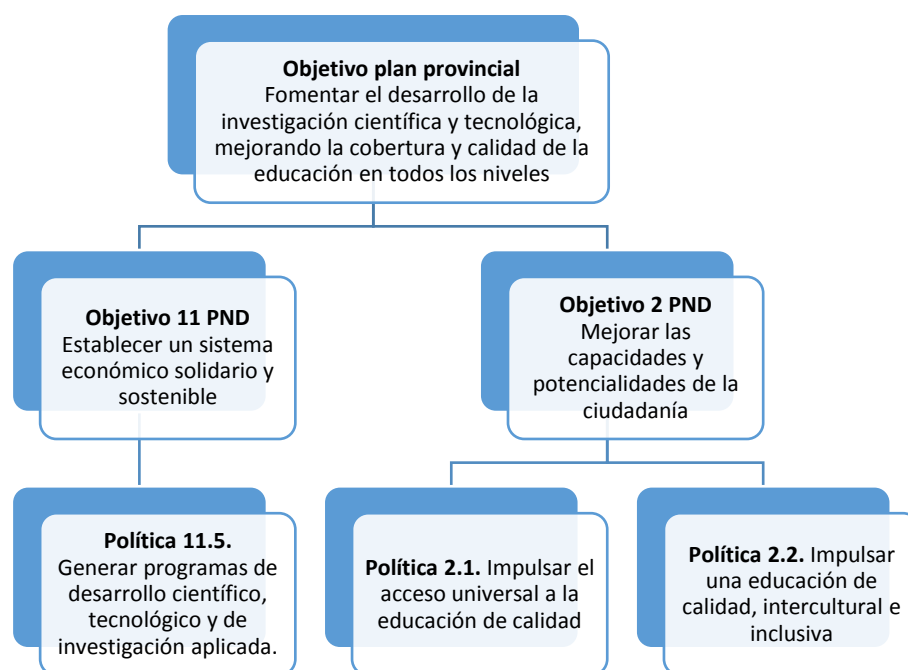 Objetivo plan provincial
Fomentar el desarrollo de la
investigación científica y tecnológica,
mejorando la cobertura y calidad de la
educación en todos los niveles
Objetivo 11 PND
Establecer un sistema
económico solidario y
sostenible
Objetivo 2 PND
Mejorar las
capacidades y
potencialidades de la
ciudadanía
Política 11.5.
Generar programas de
desarrollo científico,
tecnológico y de
investigación aplicada.
Política 2.1. Impulsar el
acceso universal a la
educación de calidad
Política 2.2. Impulsar
una educación de
calidad, intercultural e
inclusiva